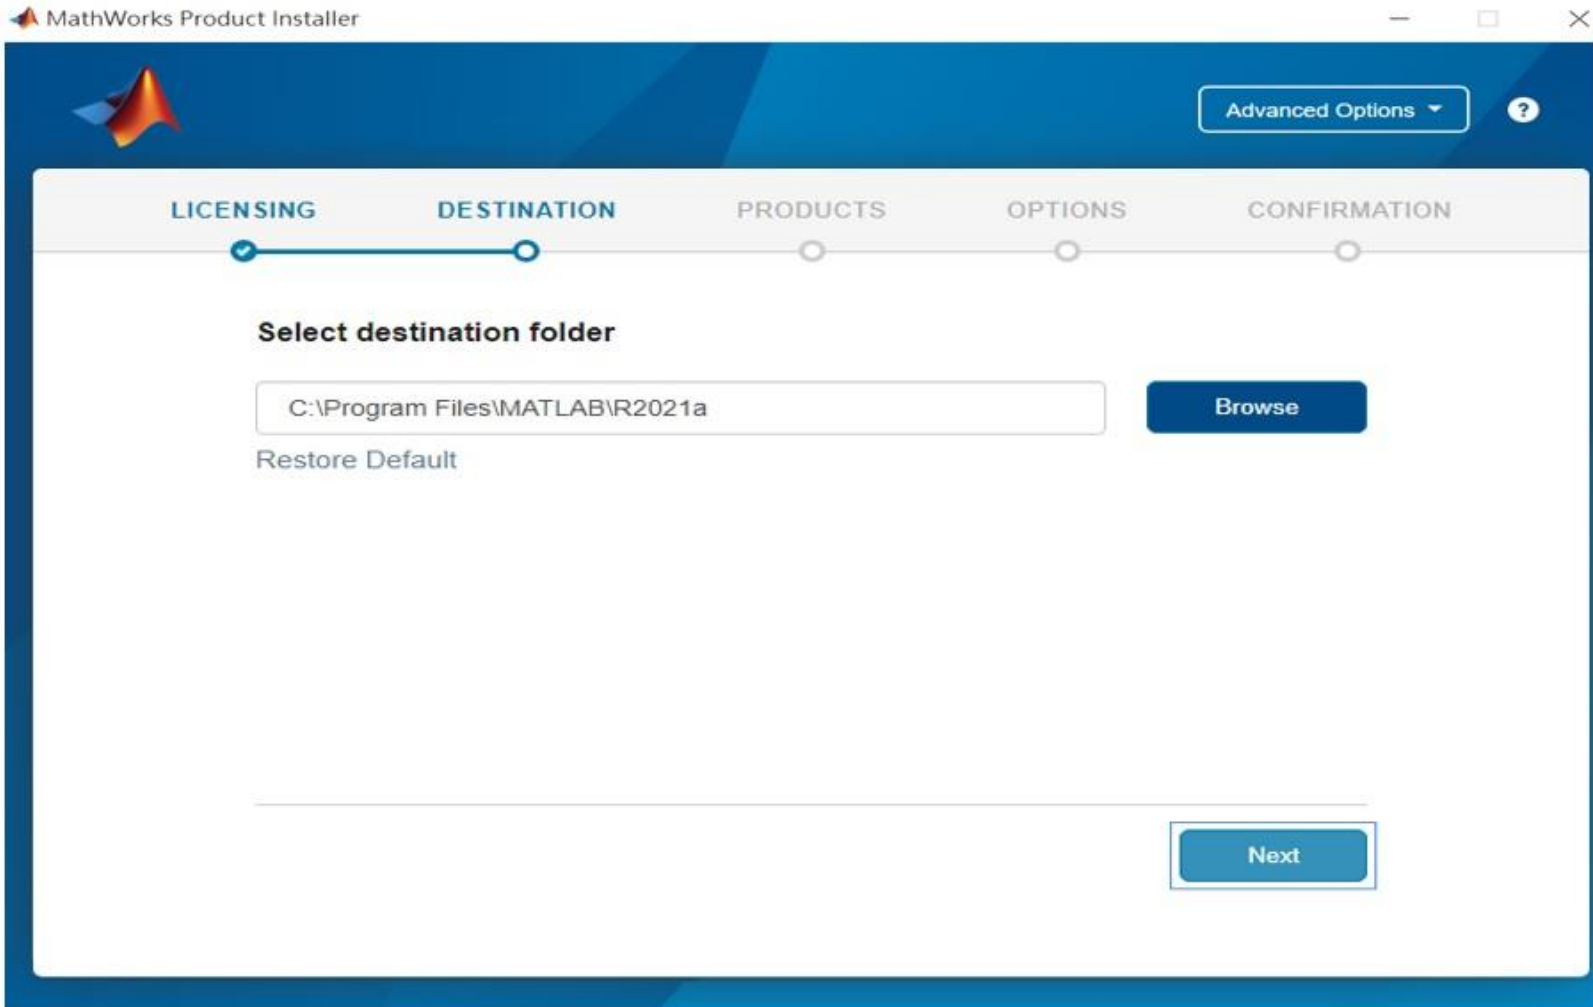 MathWorks Product Installer
Advanced Options
?
LICENSING DESTINATION PRODUCTS OPTIONS CONFIRMATION
Select destination folder
C:\Program Files\MATLAB\R2021a
Browse
Restore Default
Next